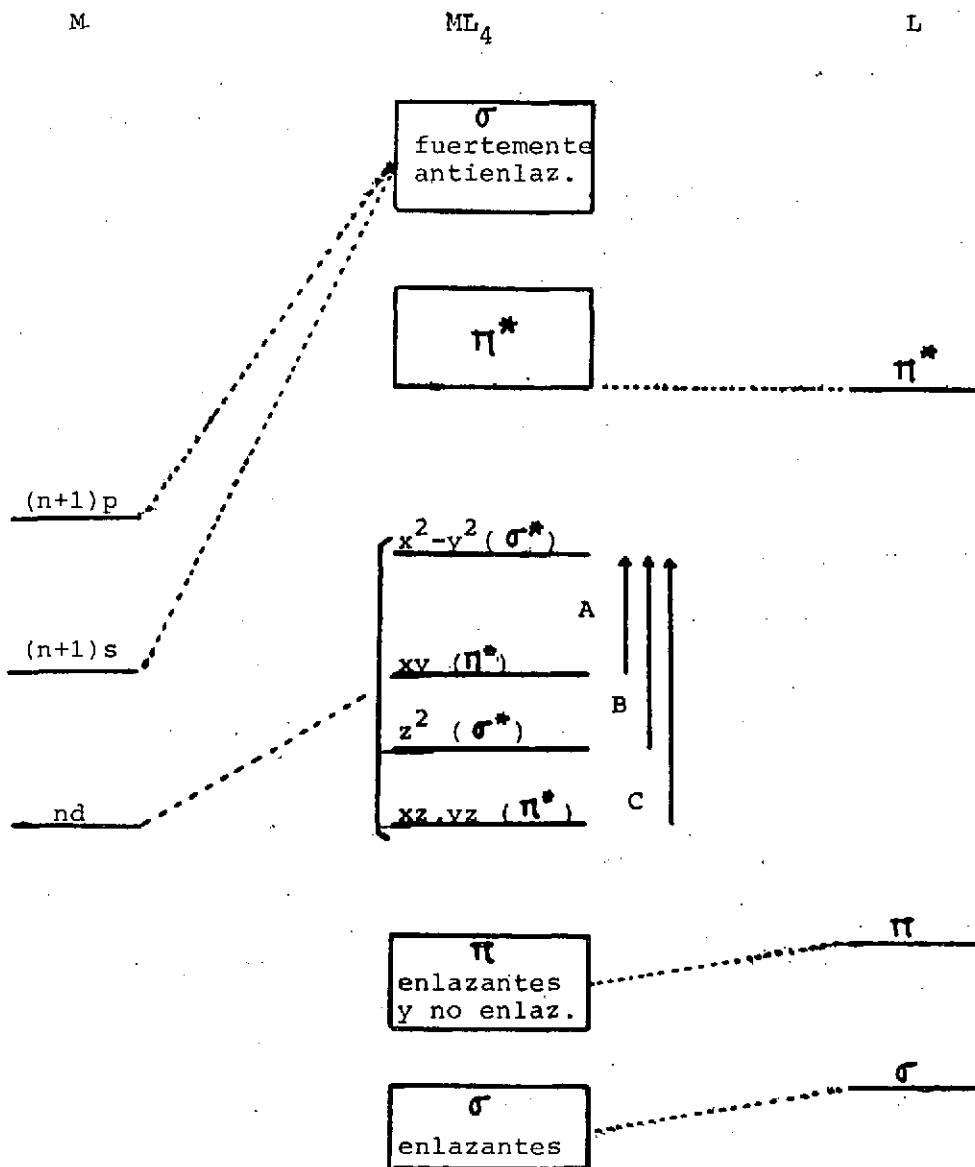 M ML₄ L
σ
fuertemente
antienlaz.
π*
π*
(n+1)p
x²-y² (σ*)
A
(n+1)s
xy (π*)
B
z² (σ*)
nd
xz,yz (π*)
C
π
π
enlazantes
y no enlaz.
σ
σ
enlazantes